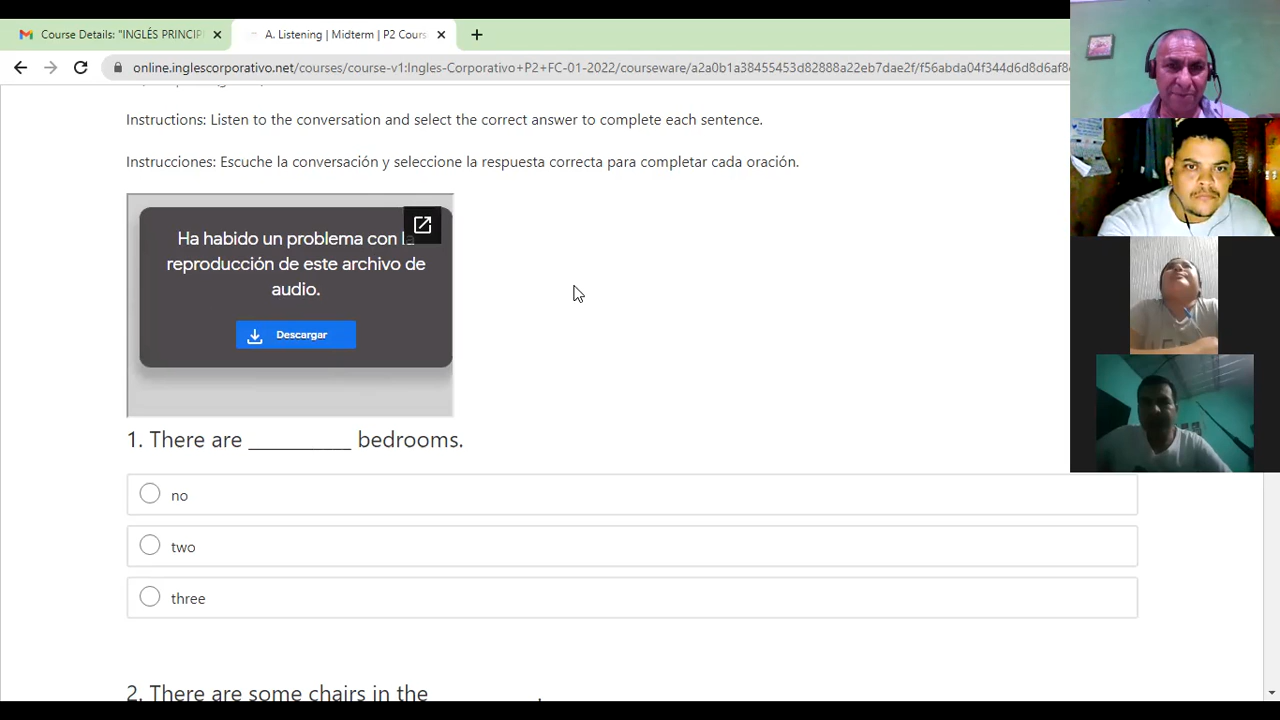 Course Details: "INGLÉS PRINCIPI
A. Listening | Midterm | P2 Cours
online.inglescorporativo.net/courses/course-v1:Ingles-Corporativo+P2+FC-01-2022/courseware/a2a0b1a38455453d82888a22eb7dae2f/f56abda04f344d6d8d6af8
Instructions: Listen to the conversation and select the correct answer to complete each sentence.
Instrucciones: Escuche la conversación y seleccione la respuesta correcta para completar cada oración.
Ha habido un problema con la
reproducción de este archivo de
audio.
Descargar
1. There are __________ bedrooms.
no
two
three
2. There are some chairs in the __________.